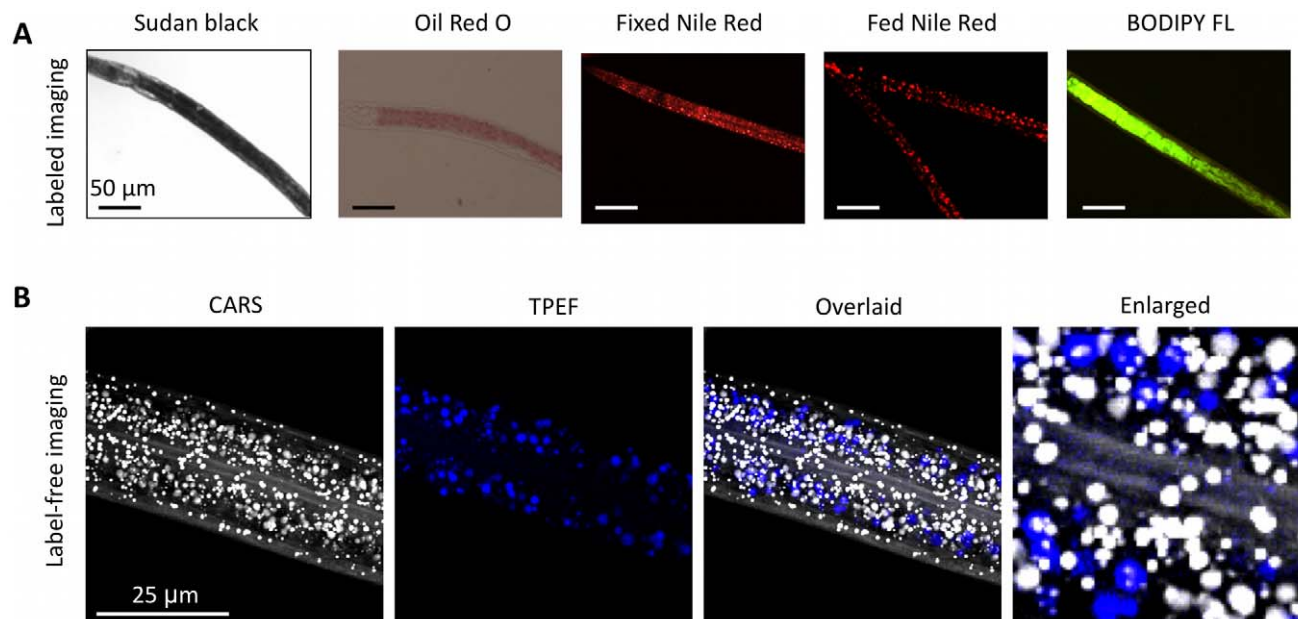 A
Sudan black
Oil Red O
Fixed Nile Red
Fed Nile Red
BODIPY FL
Labeled imaging
50 µm
B
CARS
TPEF
Overlaid
Enlarged
Label-free imaging
25 µm